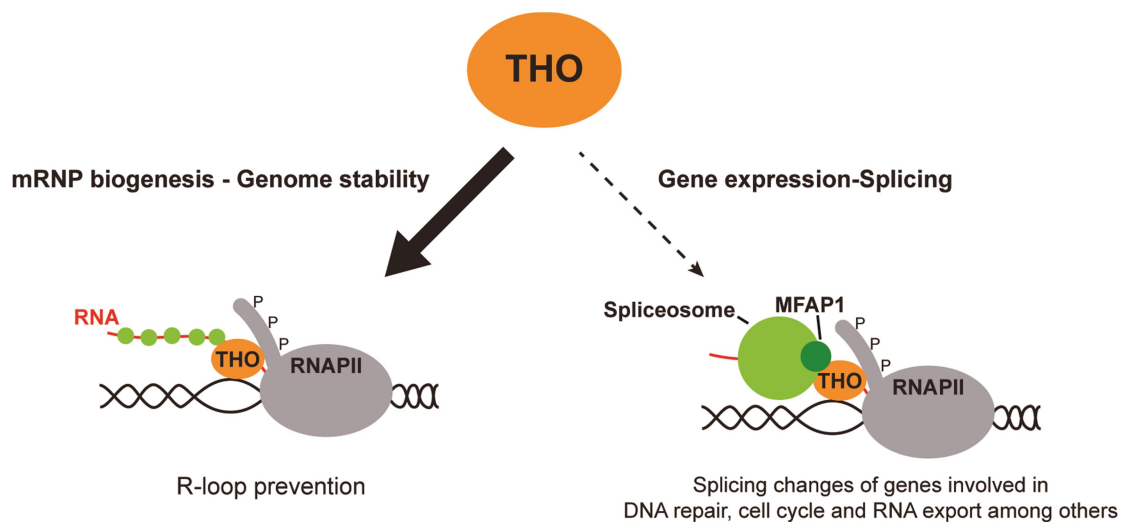 THO
mRNP biogenesis - Genome stability
Gene expression-Splicing
RNA
P
P
P
THO
RNAPII
R-loop prevention
Spliceosome
MFAP1
P
P
P
THO
RNAPII
Splicing changes of genes involved in
DNA repair, cell cycle and RNA export among others